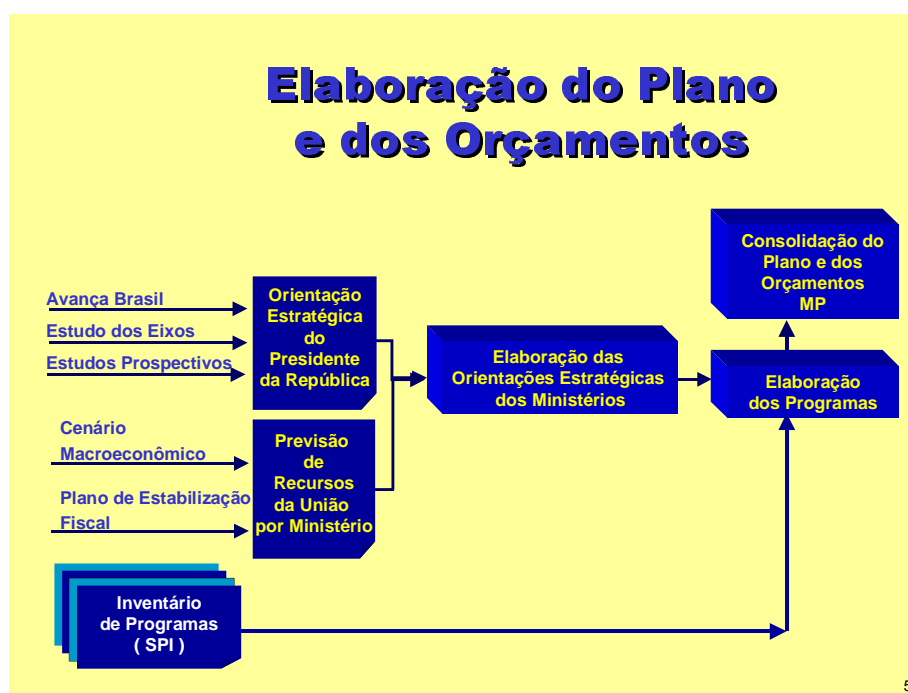 Elaboração do Plano
e dos Orçamentos
Consolidação do
Plano e dos
Orçamentos
MP
Avança Brasil
Estudo dos Eixos
Estudos Prospectivos
Orientação
Estratégica
do
Presidente
da República
Elaboração das
Orientações Estratégicas
dos Ministérios
Elaboração
dos Programas
Cenário
Macroeconômico
Plano de Estabilização
Fiscal
Previsão
de
Recursos
da União
por Ministério
Inventário
de Programas
( SPI )
5